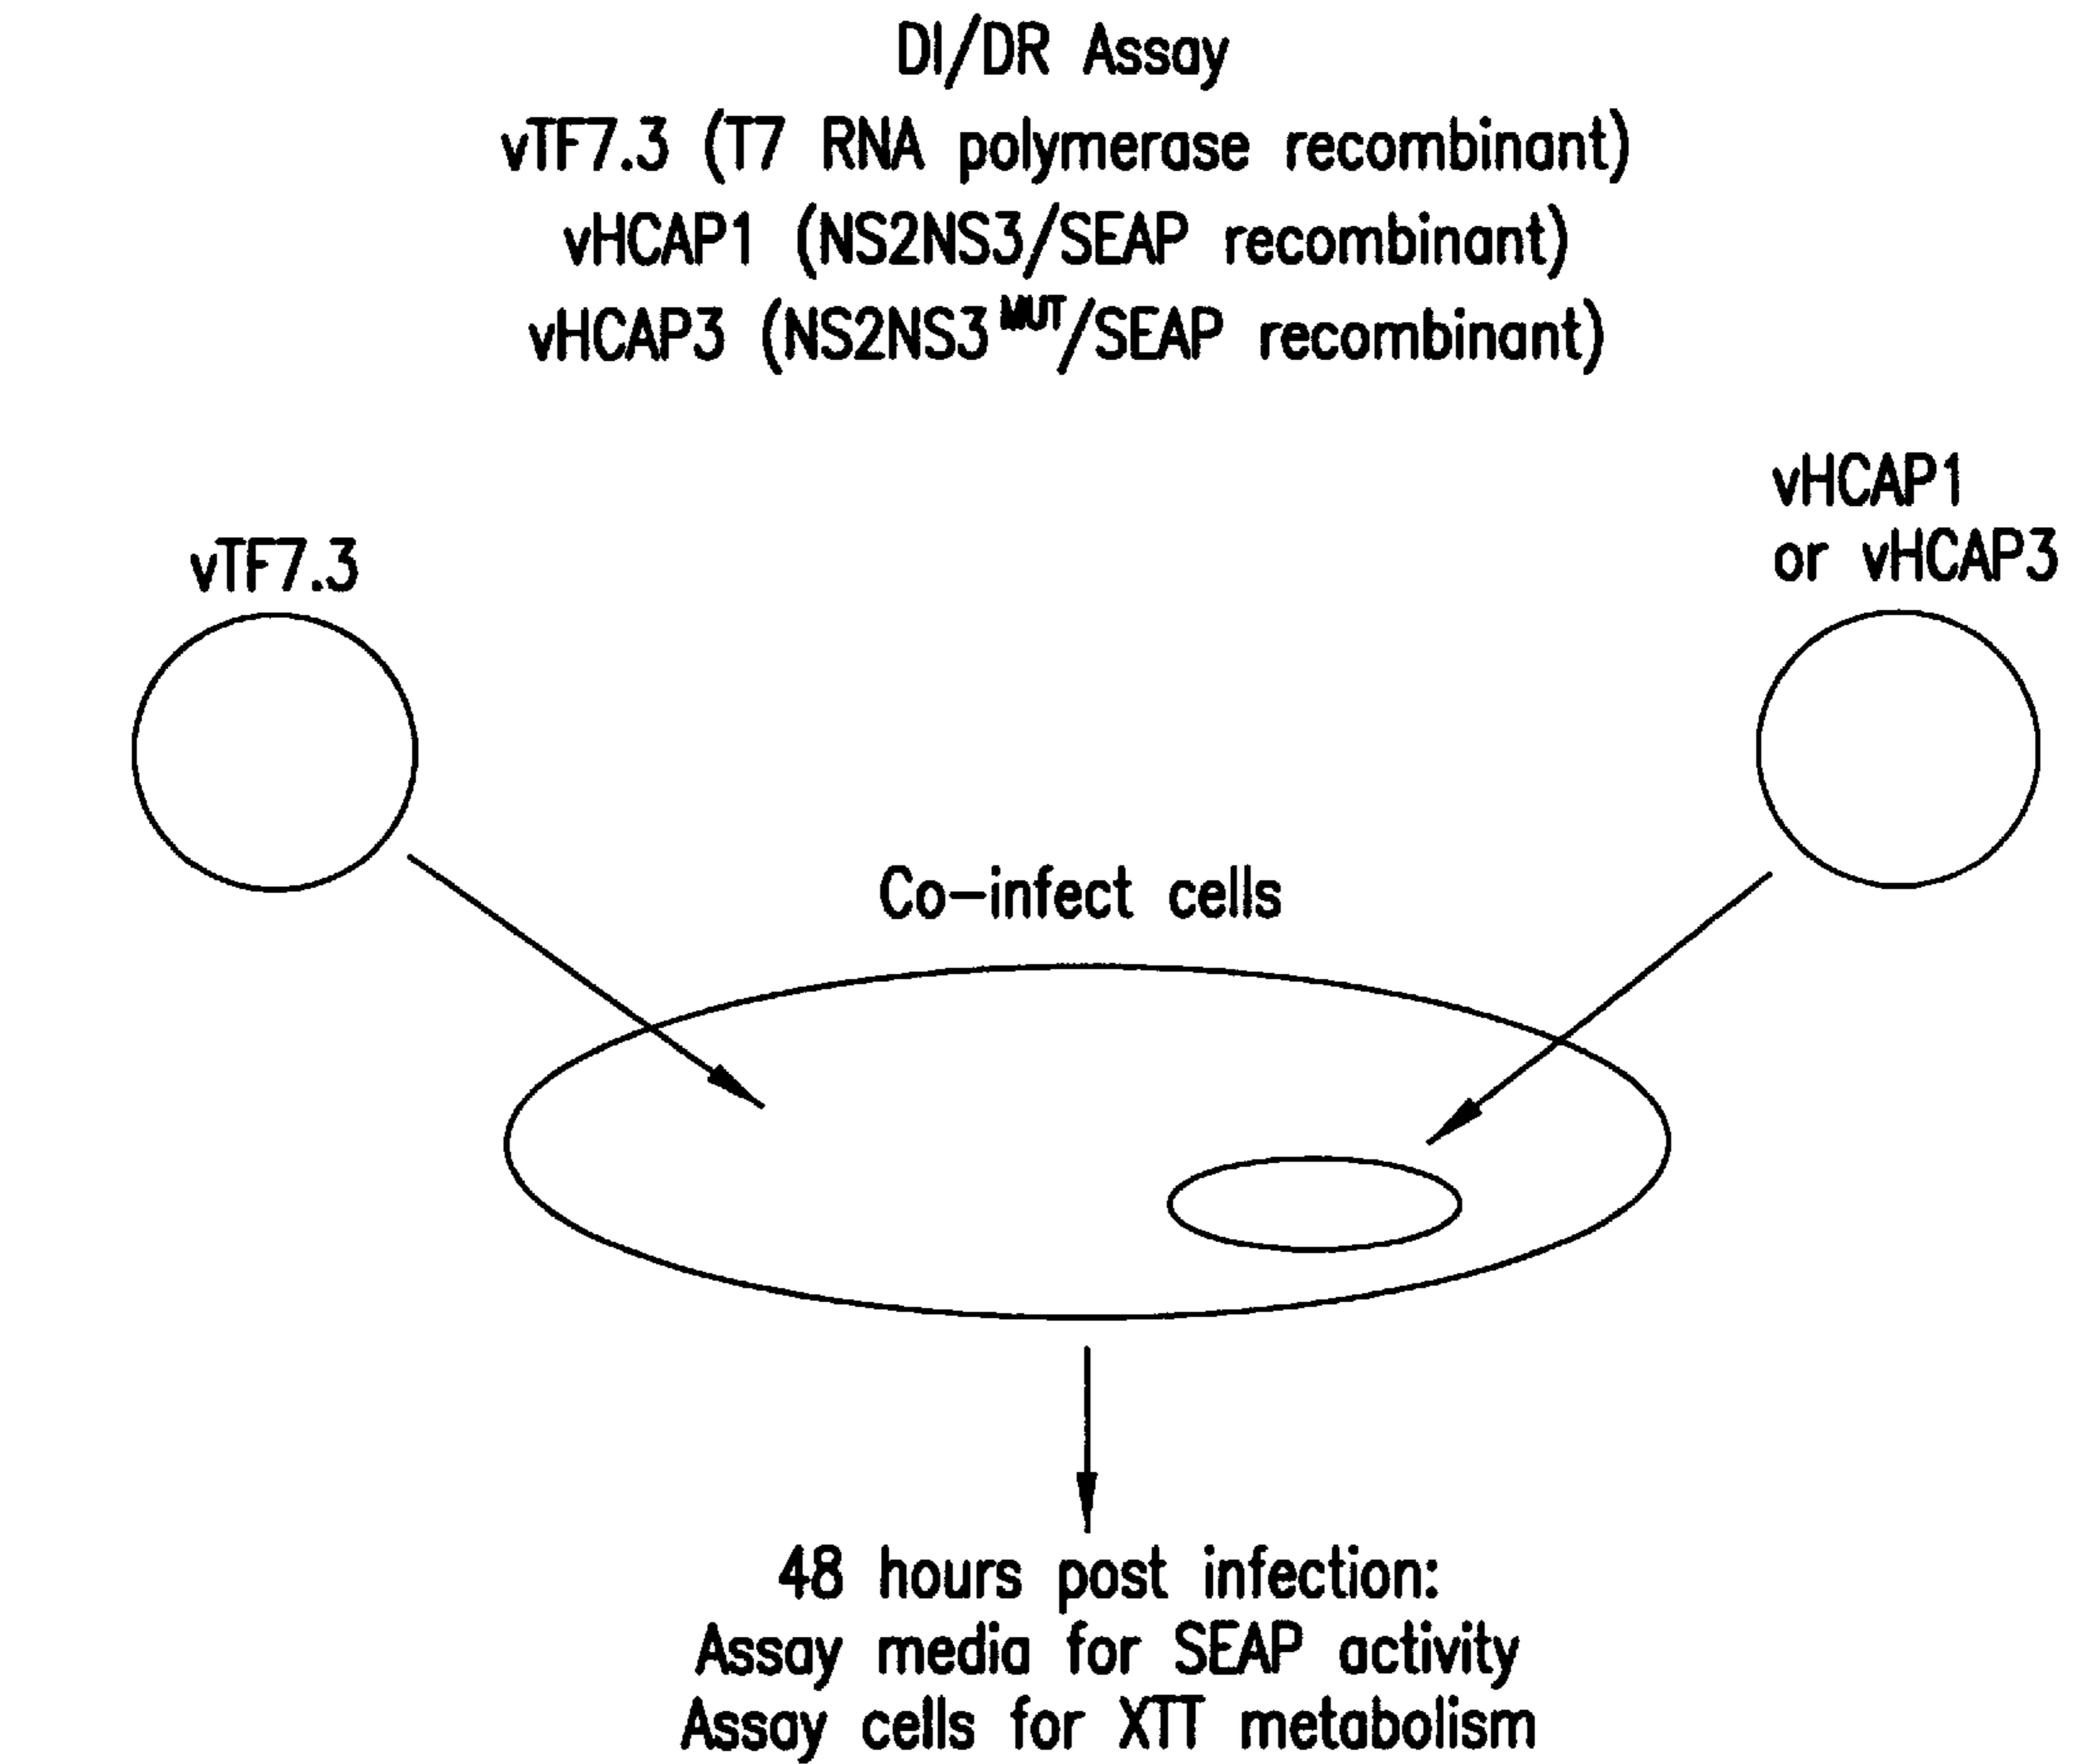 DI/DR Assay
vTF7.3 (T7 RNA polymerase recombinant)
vHCAP1 (NS2NS3/SEAP recombinant)
vHCAP3 (NS2NS3^MUT/SEAP recombinant)
vHCAP1
or vHCAP3
vTF7.3
Co-infect cells
48 hours post infection:
Assay media for SEAP activity
Assay cells for XTT metabolism